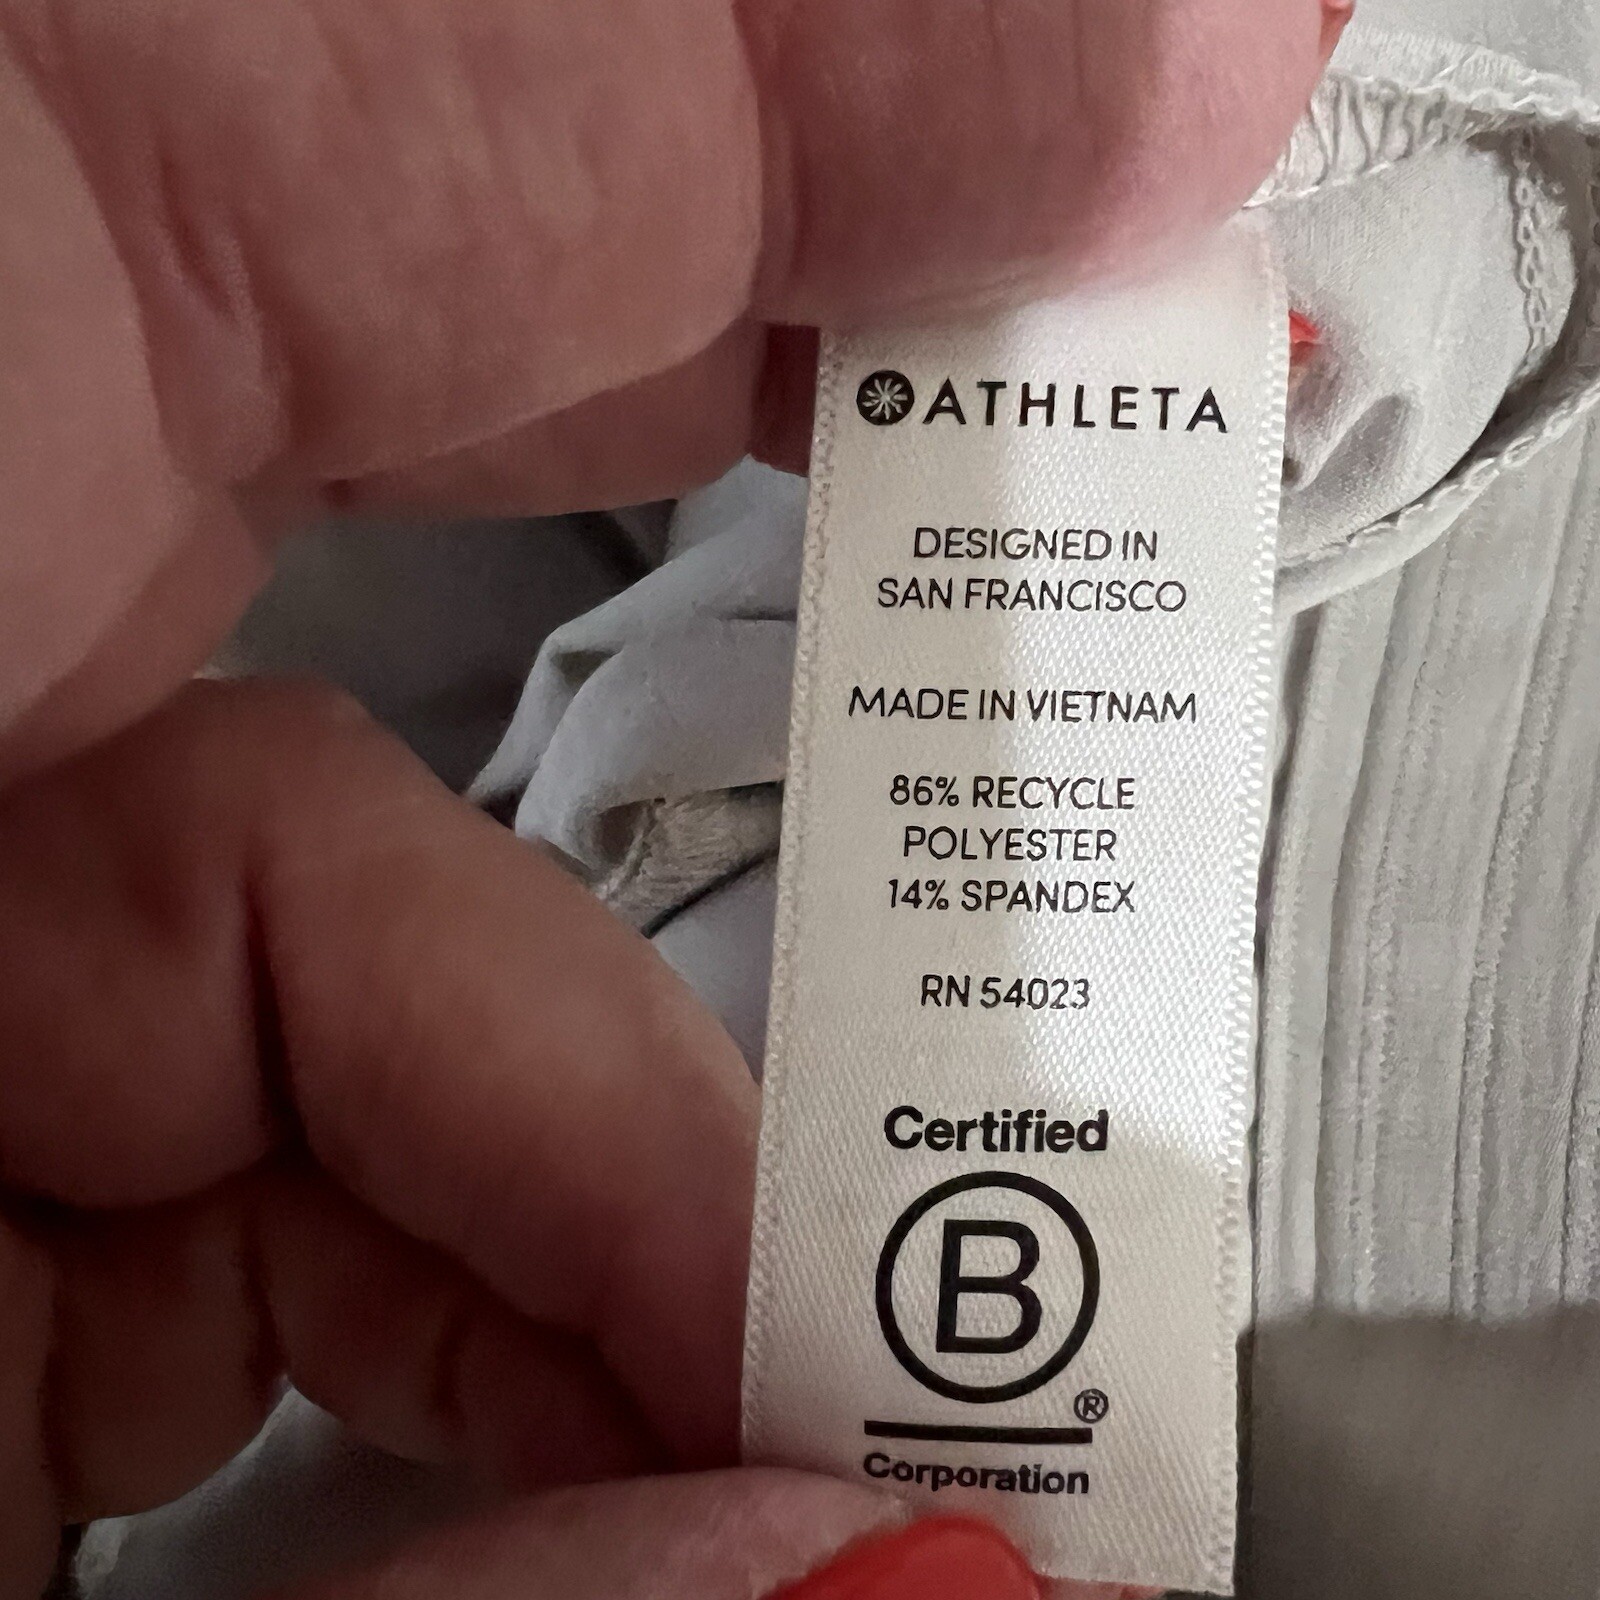 ATHLETA
DESIGNED IN
SAN FRANCISCO
MADE IN VIETNAM
86% RECYCLE
POLYESTER
14% SPANDEX
RN 54023
Certified
B
®
Corporation